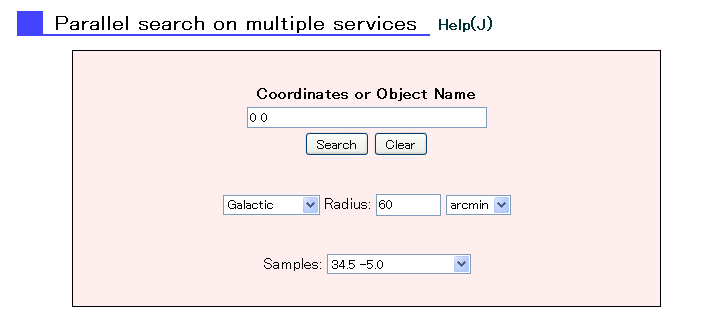 Parallel search on multiple services Help(J)
Coordinates or Object Name
0 0
Search Clear
Galactic Radius: 60 arcmin
Samples: 34.5 -5.0